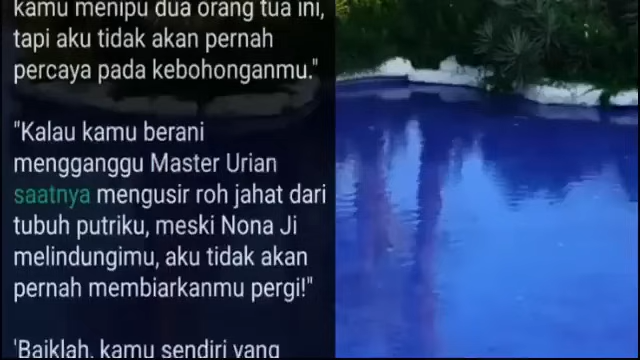 kamu menipu dua orang tua ini,
tapi aku tidak akan pernah
percaya pada kebohonganmu."
"Kalau kamu berani
mengganggu Master Urian
saatnya mengusir roh jahat dari
tubuh putriku, meski Nona Ji
melindungimu, aku tidak akan
pernah membiarkanmu pergi!"
'Baiklah, kamu sendiri yang